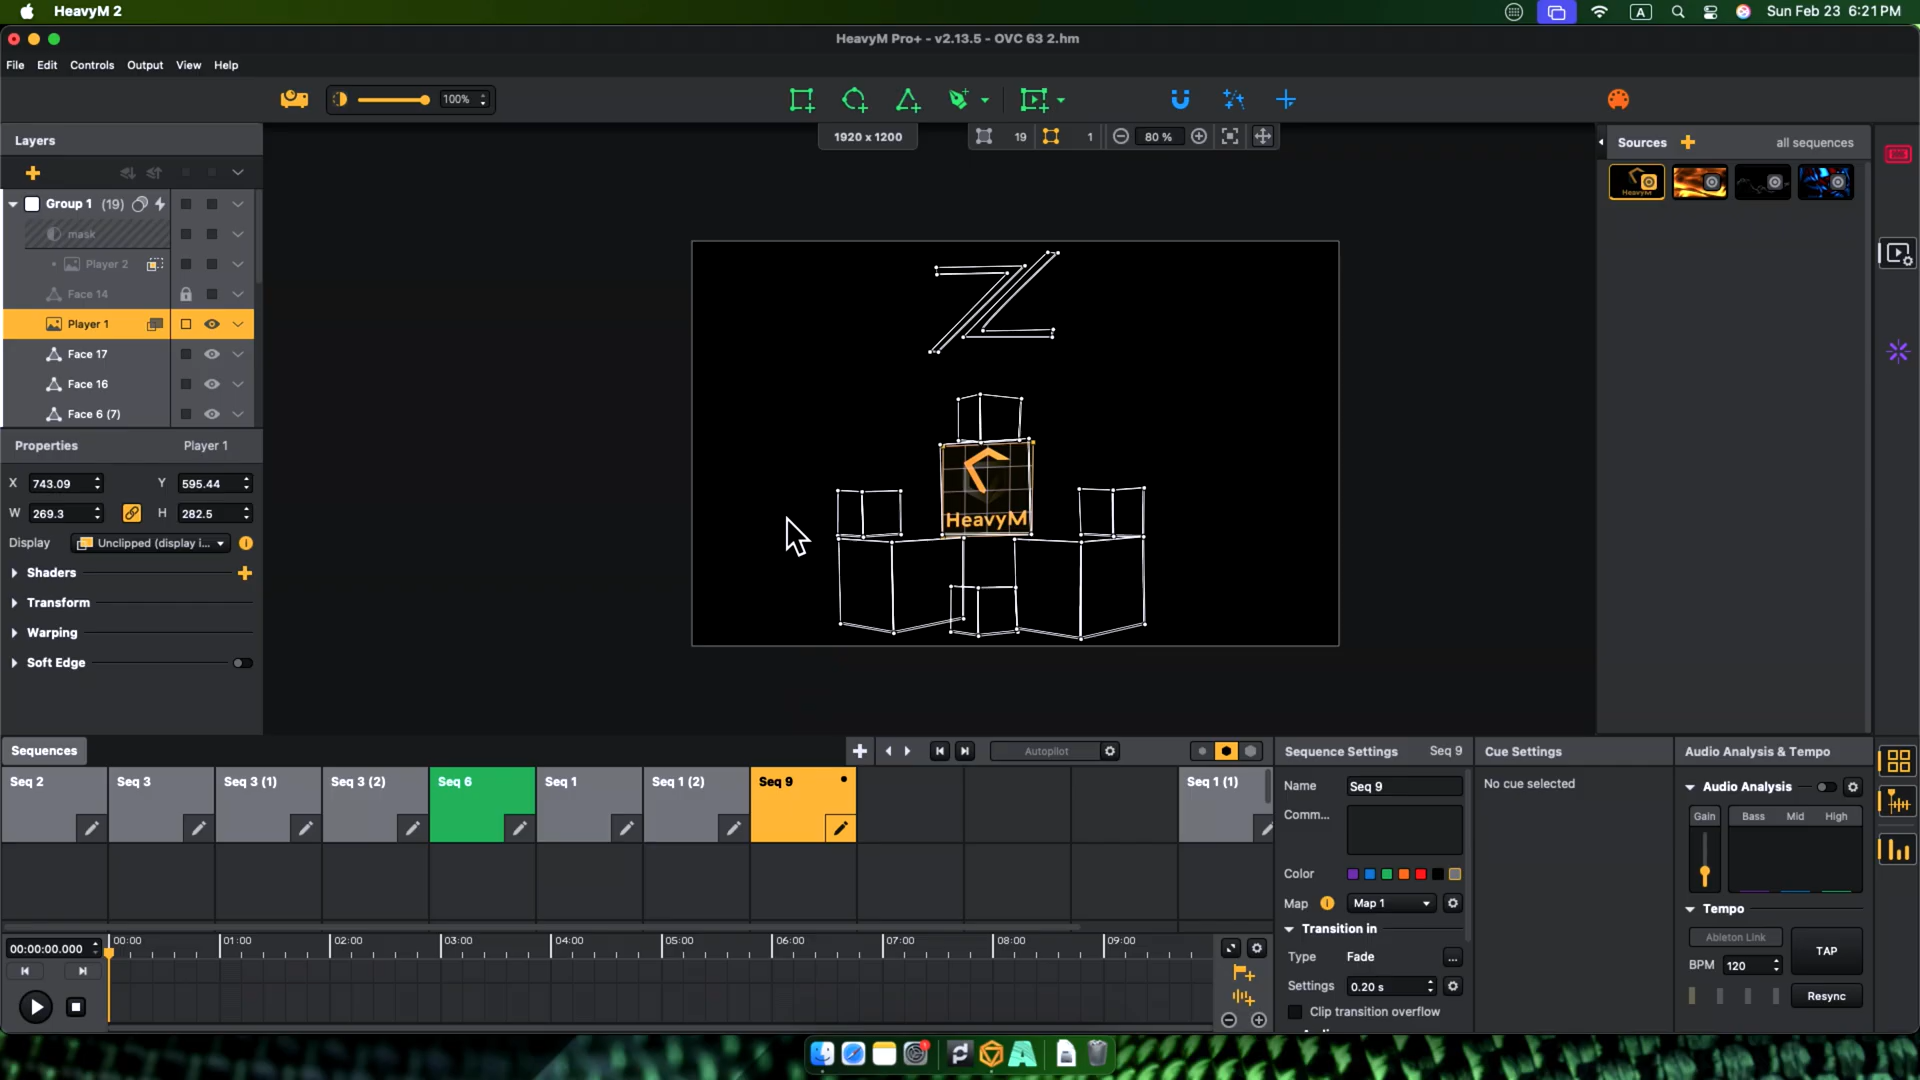 HeavyM 2
A
Sun Feb 23 6:21 PM
HeavyM Pro+ - v2.13.5 - OVC 63 2.hm
File Edit Controls Output View Help
100%
Layers
1920 x 1200
19
1
80 %
Sources
all sequences
HeavyM
Group 1 (19)
mask
Player 2
Face 14
Player 1
Face 17
Face 16
Face 6 (7)
HeavyM
Properties
Player 1
X 743.09
Y 595.44
W 269.3
H 282.5
Display
Unclipped (display i...
Shaders
Transform
Warping
Soft Edge
Sequences
Autopilot
Seq 2
Seq 3
Seq 3 (1)
Seq 3 (2)
Seq 6
Seq 1
Seq 1 (2)
Seq 9
Seq 1 (1)
00:00:00.000
00:00
01:00
02:00
03:00
04:00
05:00
06:00
07:00
08:00
09:00
Sequence Settings
Seq 9
Name
Seq 9
Comm...
Color
Map
Map 1
Transition in
Type
Fade
...
Settings
0.20 s
Clip transition overflow
Cue Settings
No cue selected
Audio Analysis & Tempo
Audio Analysis
Gain
Bass
Mid
High
Tempo
Ableton Link
TAP
BPM
120
Resync